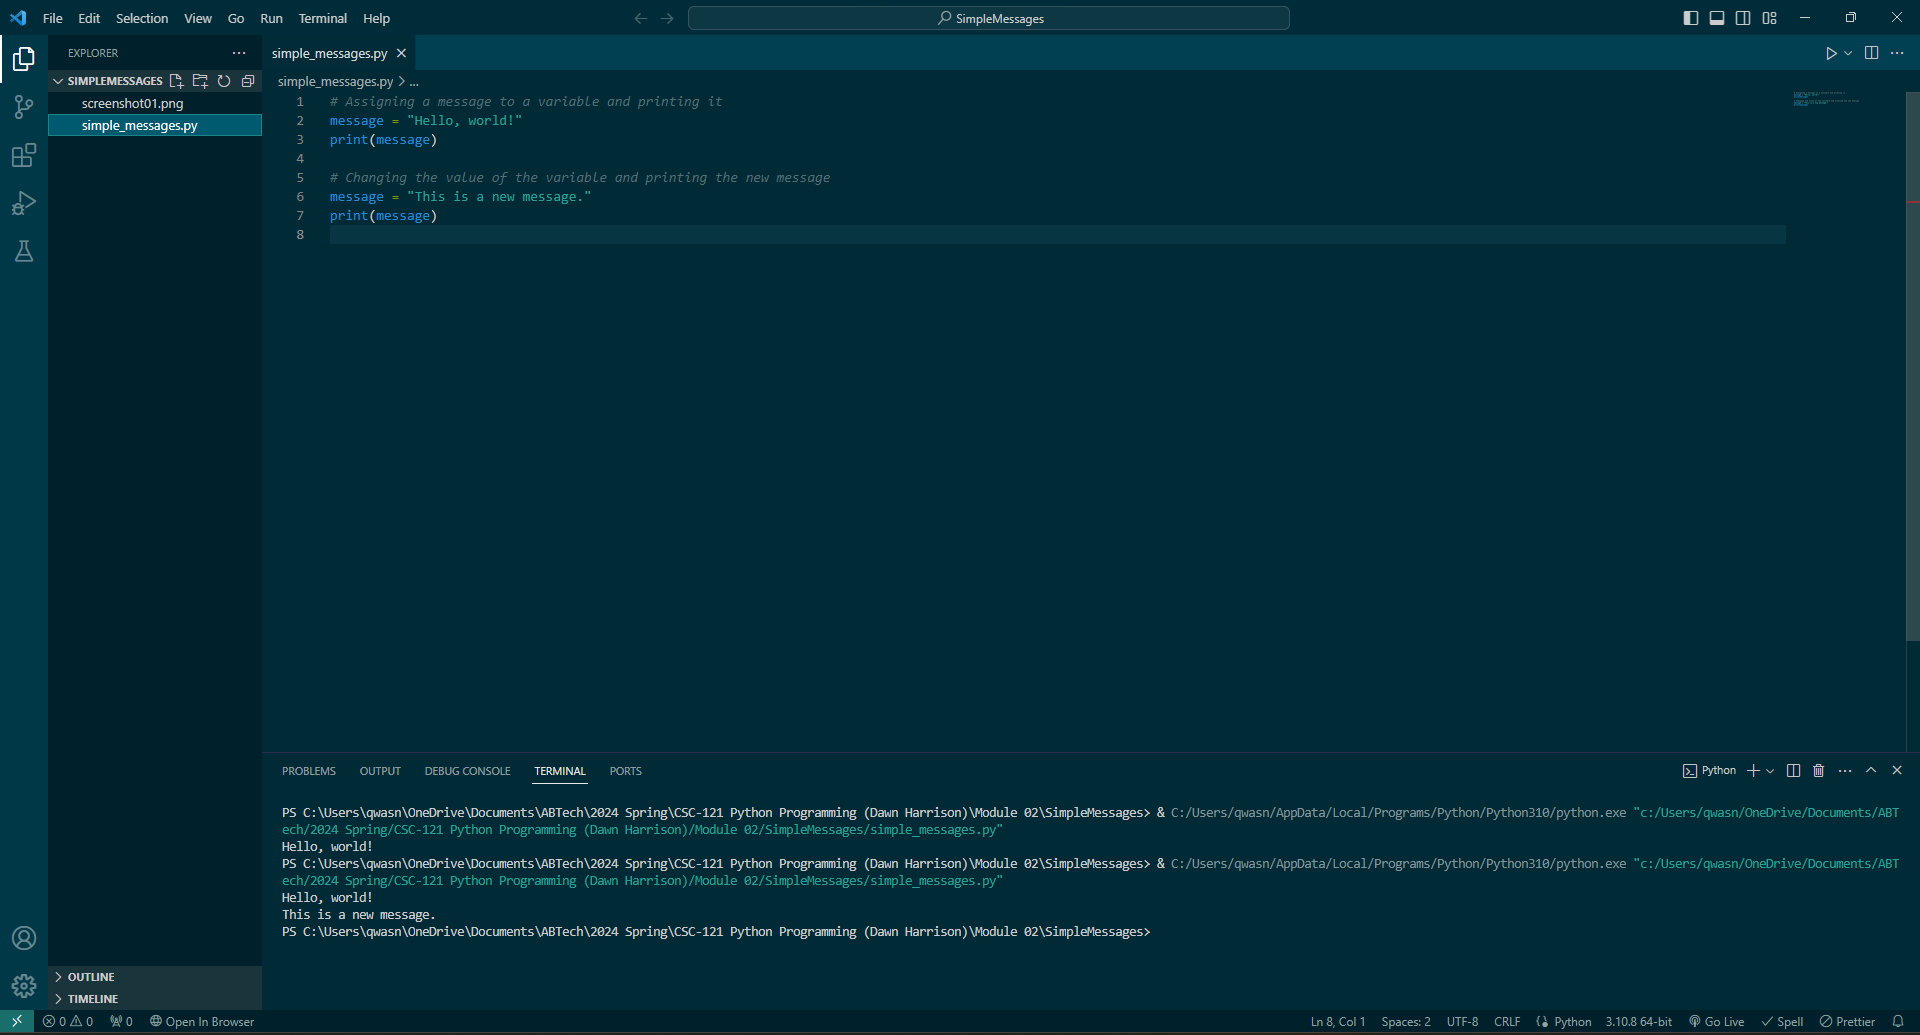 File Edit Selection View Go Run Terminal Help
SimpleMessages
EXPLORER
simple_messages.py
SIMPLEMESSAGES
screenshot01.png
simple_messages.py
simple_messages.py > ...
1 # Assigning a message to a variable and printing it
2 message = "Hello, world!"
3 print(message)
4
5 # Changing the value of the variable and printing the new message
6 message = "This is a new message."
7 print(message)
8
PROBLEMS OUTPUT DEBUG CONSOLE TERMINAL PORTS
Python
PS C:\Users\qwasn\OneDrive\Documents\ABTech\2024 Spring\CSC-121 Python Programming (Dawn Harrison)\Module 02\SimpleMessages> & C:/Users/qwasn/AppData/Local/Programs/Python/Python310/python.exe "c:/Users/qwasn/OneDrive/Documents/ABT
ech/2024 Spring/CSC-121 Python Programming (Dawn Harrison)/Module 02/SimpleMessages/simple_messages.py"
Hello, world!
PS C:\Users\qwasn\OneDrive\Documents\ABTech\2024 Spring\CSC-121 Python Programming (Dawn Harrison)\Module 02\SimpleMessages> & C:/Users/qwasn/AppData/Local/Programs/Python/Python310/python.exe "c:/Users/qwasn/OneDrive/Documents/ABT
ech/2024 Spring/CSC-121 Python Programming (Dawn Harrison)/Module 02/SimpleMessages/simple_messages.py"
Hello, world!
This is a new message.
PS C:\Users\qwasn\OneDrive\Documents\ABTech\2024 Spring\CSC-121 Python Programming (Dawn Harrison)\Module 02\SimpleMessages>
OUTLINE
TIMELINE
0 0 0 Open In Browser
Ln 8, Col 1 Spaces: 2 UTF-8 CRLF Python 3.10.8 64-bit Go Live Spell Prettier